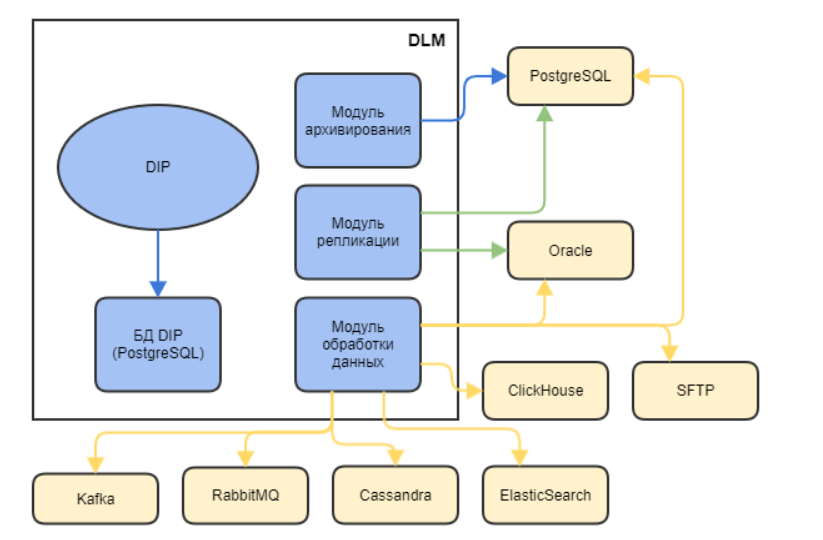 DLM
PostgreSQL
Модуль
архивирования
DIP
Модуль
репликации
Oracle
БД DIP
(PostgreSQL)
Модуль
обработки
данных
ClickHouse
SFTP
Kafka
RabbitMQ
Cassandra
ElasticSearch